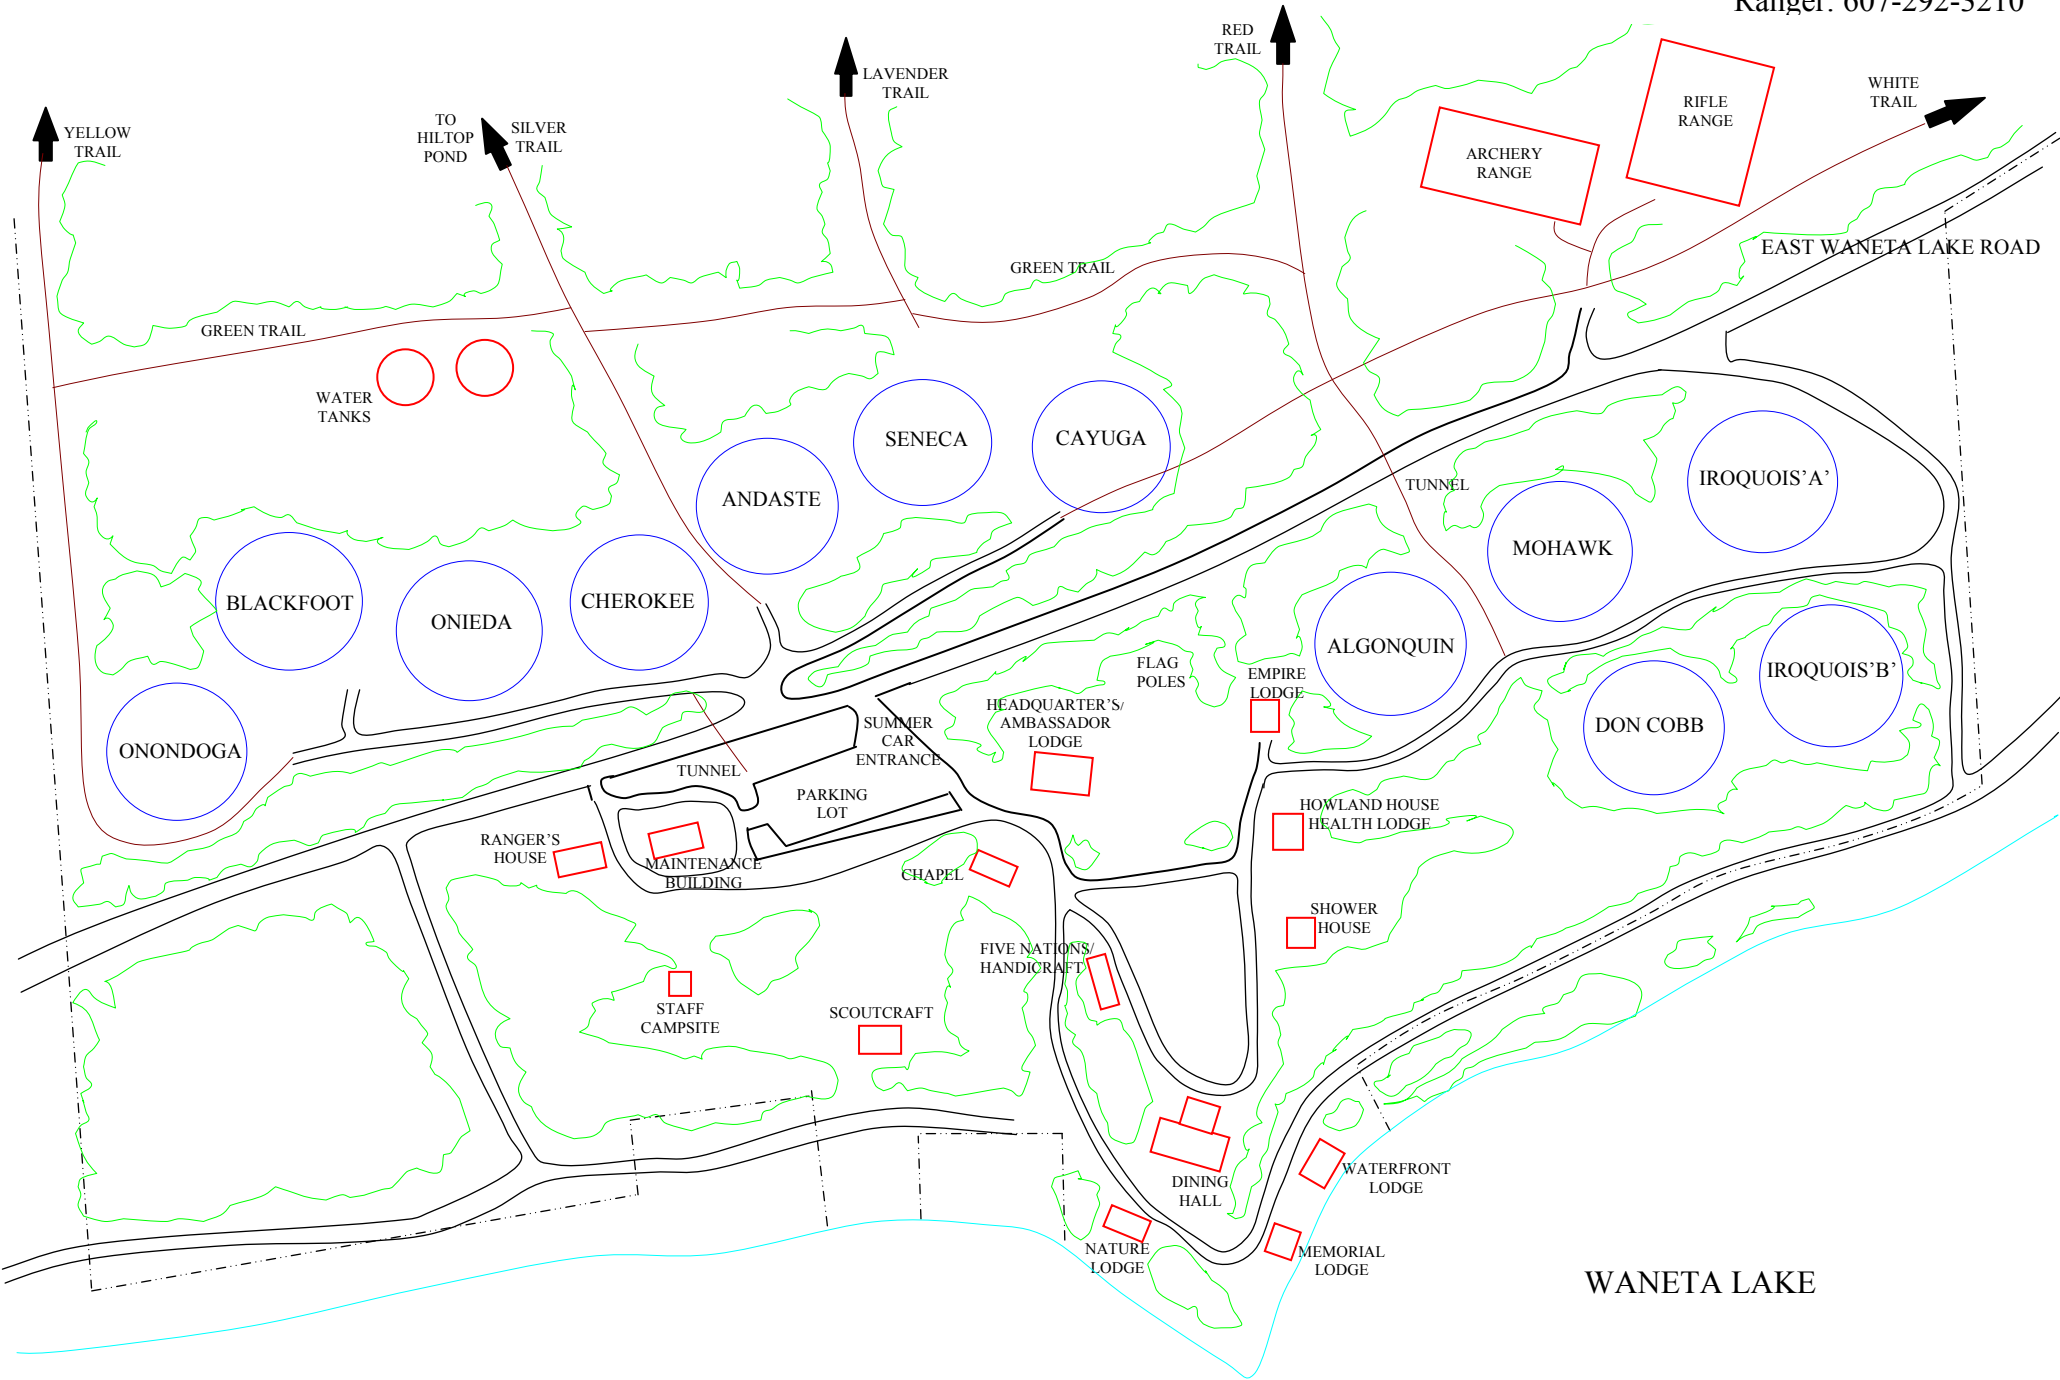 Ranger: 607-292-3210
RED
TRAIL
LAVENDER
TRAIL
WHITE
TRAIL
RIFLE
RANGE
YELLOW
TRAIL
TO
HILTOP
POND
SILVER
TRAIL
ARCHERY
RANGE
EAST WANETA LAKE ROAD
GREEN TRAIL
GREEN TRAIL
WATER
TANKS
SENECA
CAYUGA
ANDASTE
TUNNEL
IROQUOIS'A'
MOHAWK
BLACKFOOT
ONIEDA
CHEROKEE
ALGONQUIN
FLAG
POLES
EMPIRE
LODGE
IROQUOIS'B'
DON COBB
ONONDOGA
HEADQUARTER'S/
AMBASSADOR
LODGE
SUMMER
CAR
ENTRANCE
TUNNEL
PARKING
LOT
HOWLAND HOUSE
HEALTH LODGE
RANGER'S
HOUSE
MAINTENANCE
BUILDING
CHAPEL
SHOWER
HOUSE
FIVE NATIONS/
HANDICRAFT
STAFF
CAMPSITE
SCOUTCRAFT
DINING
HALL
WATERFRONT
LODGE
NATURE
LODGE
MEMORIAL
LODGE
WANETA LAKE